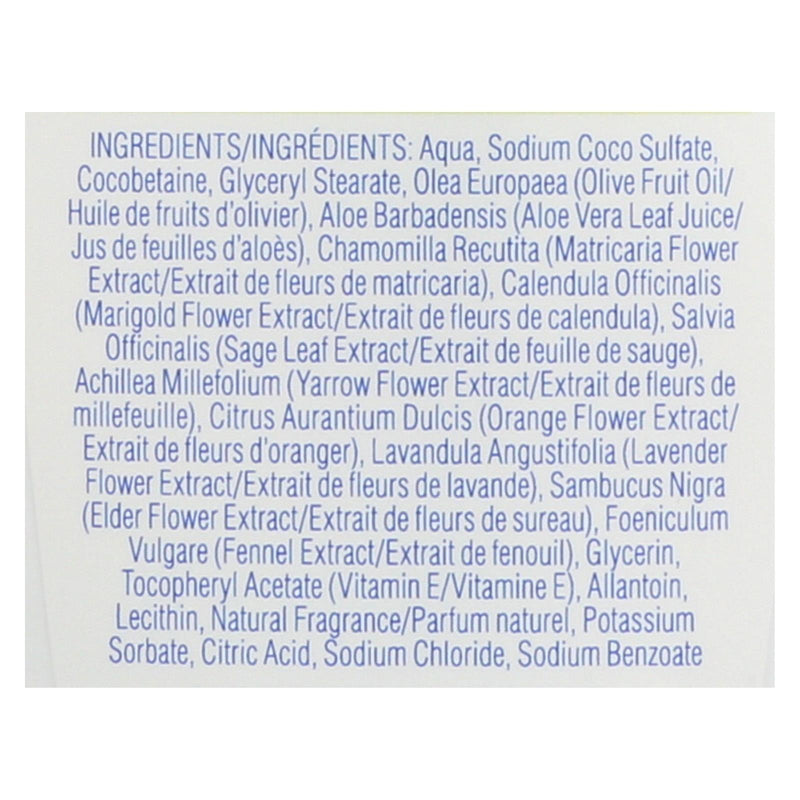 INGREDIENTS/INGRÉDIENTS: Aqua, Sodium Coco Sulfate,
Cocobetaine, Glyceryl Stearate, Olea Europaea (Olive Fruit Oil/
Huile de fruits d'olivier), Aloe Barbadensis (Aloe Vera Leaf Juice/
Jus de feuilles d'aloès), Chamomilla Recutita (Matricaria Flower
Extract/Extrait de fleurs de matricaria), Calendula Officinalis
(Marigold Flower Extract/Extrait de fleurs de calendula), Salvia
Officinalis (Sage Leaf Extract/Extrait de feuille de sauge),
Achillea Millefolium (Yarrow Flower Extract/Extrait de fleurs de
millefeuille), Citrus Aurantium Dulcis (Orange Flower Extract/
Extrait de fleurs d'oranger), Lavandula Angustifolia (Lavender
Flower Extract/Extrait de fleurs de lavande), Sambucus Nigra
(Elder Flower Extract/Extrait de fleurs de sureau), Foeniculum
Vulgare (Fennel Extract/Extrait de fenouil), Glycerin,
Tocopheryl Acetate (Vitamin E/Vitamine E), Allantoin,
Lecithin, Natural Fragrance/Parfum naturel, Potassium
Sorbate, Citric Acid, Sodium Chloride, Sodium Benzoate